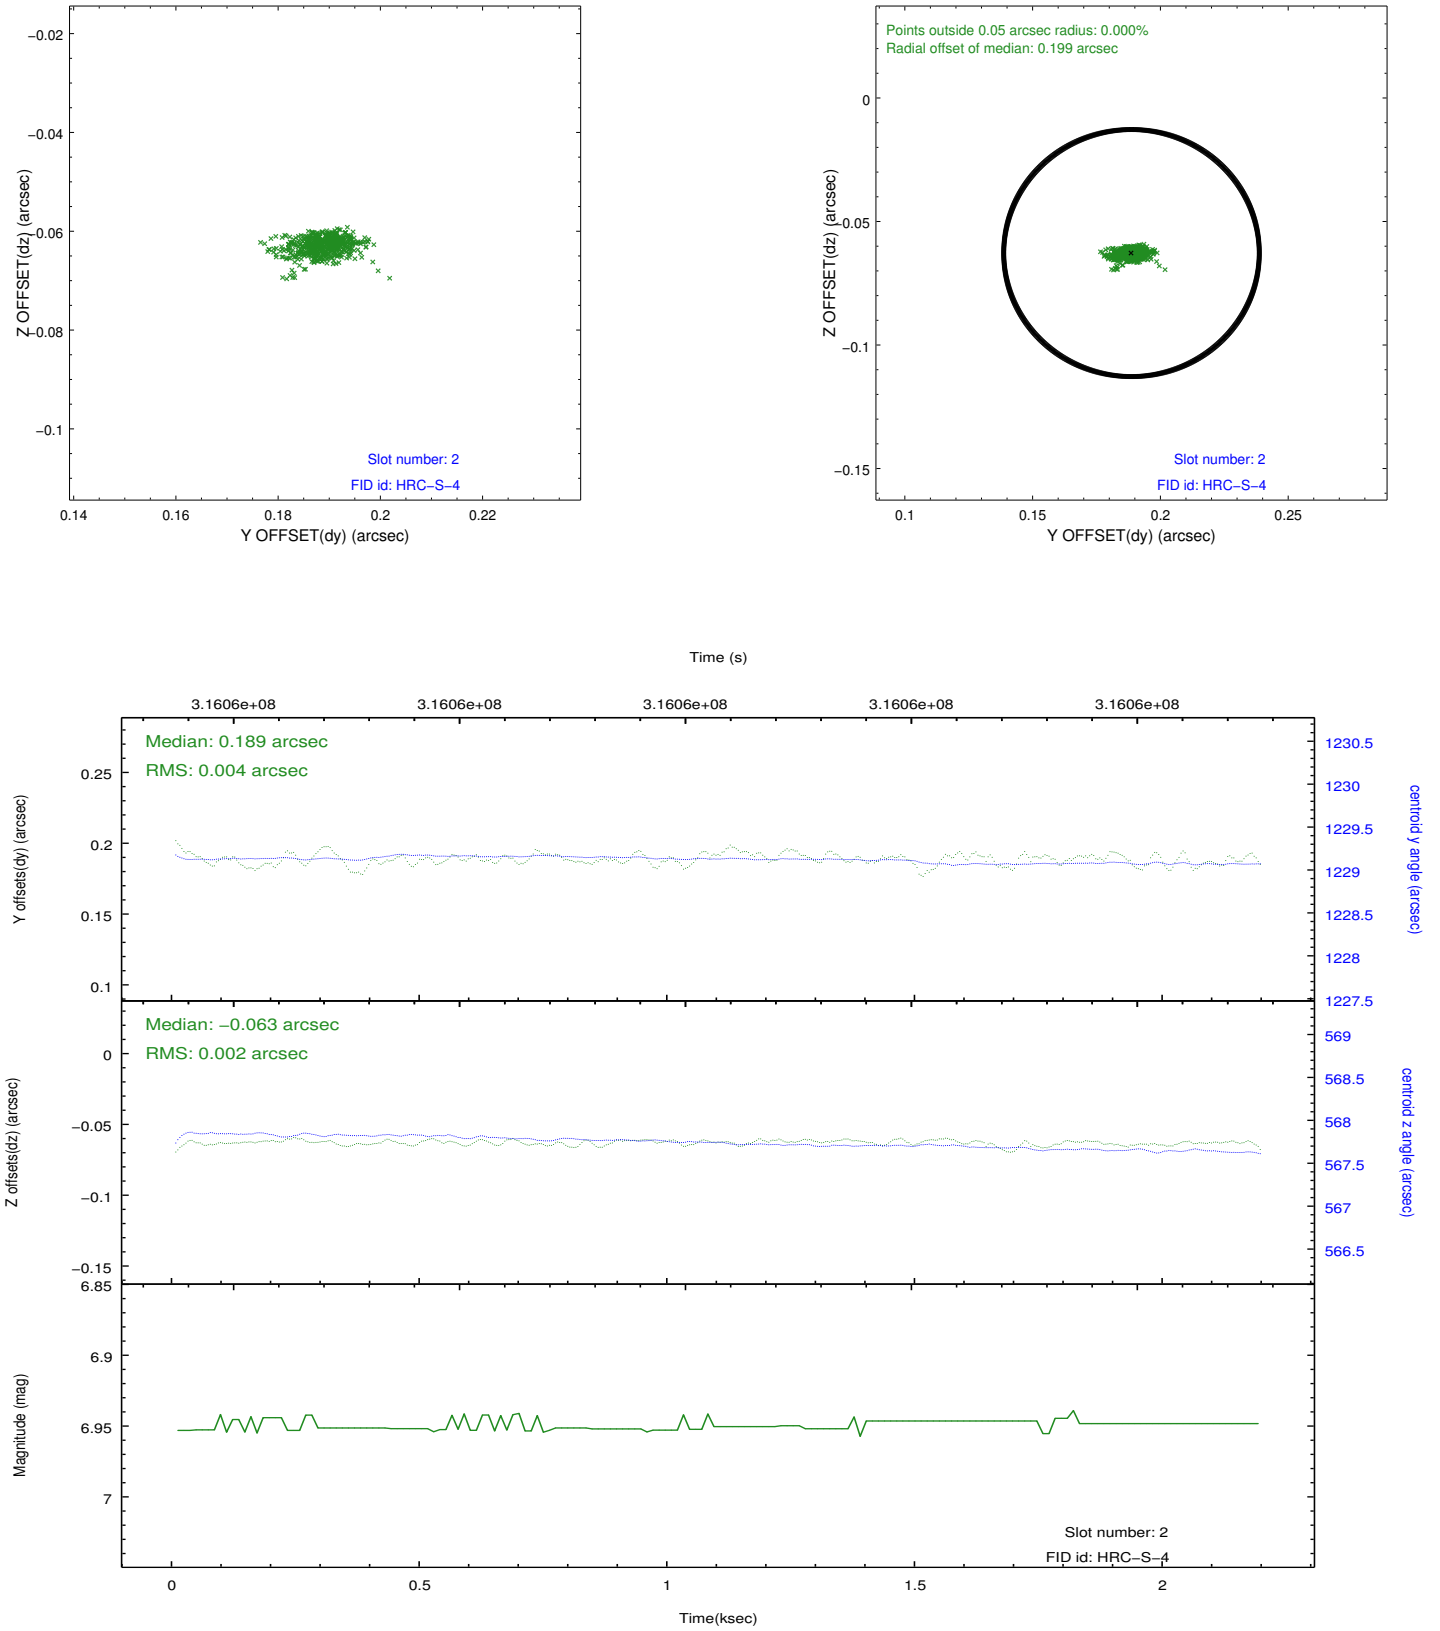 −0.02
−0.04
−0.06
−0.08
−0.1
Z OFFSET(dz) (arcsec)
Slot number: 2
FID id: HRC−S−4
0.14 0.16 0.18 0.2 0.22
Y OFFSET(dy) (arcsec)
Points outside 0.05 arcsec radius: 0.000%
Radial offset of median: 0.199 arcsec
0
−0.05
−0.1
−0.15
Z OFFSET(dz) (arcsec)
Slot number: 2
FID id: HRC−S−4
0.1 0.15 0.2 0.25
Y OFFSET(dy) (arcsec)
Time (s)
3.1606e+08 3.1606e+08 3.1606e+08 3.1606e+08 3.1606e+08
Median: 0.189 arcsec
RMS: 0.004 arcsec
0.25
0.2
0.15
0.1
Y offsets(dy) (arcsec)
1230.5
1230
1229.5
1229
1228.5
1228
1227.5
centroid y angle (arcsec)
Median: −0.063 arcsec
RMS: 0.002 arcsec
0
−0.05
−0.1
−0.15
Z offsets(dz) (arcsec)
569
568.5
568
567.5
567
566.5
centroid z angle (arcsec)
6.85
6.9
6.95
7
Magnitude (mag)
Slot number: 2
FID id: HRC−S−4
0 0.5 1 1.5 2
Time(ksec)